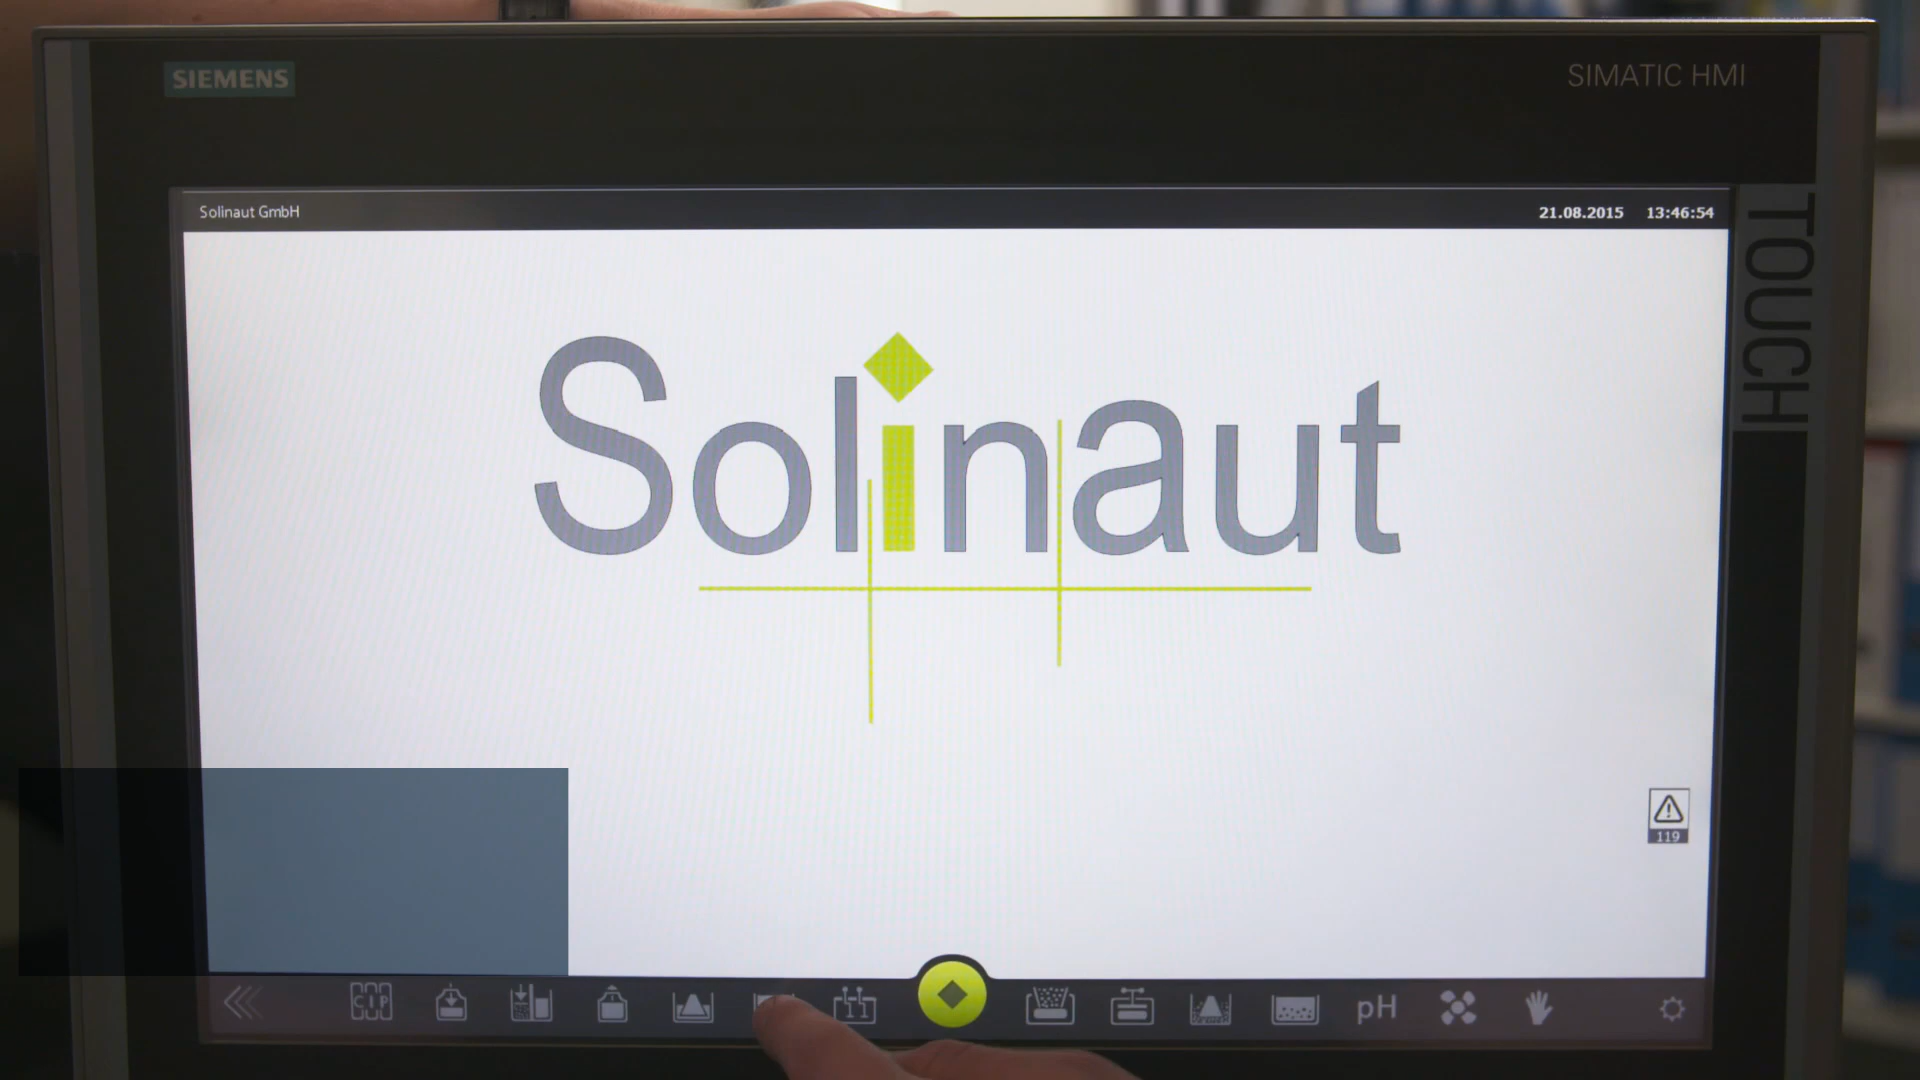 SIEMENS
SIMATIC HMI
TOUCH
Solinaut GmbH
21.08.2015 13:46:54
Solinaut
119
CIP
pH